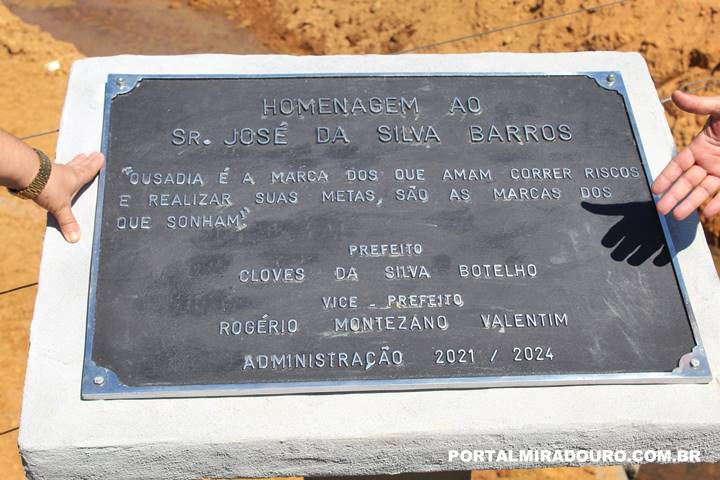 HOMENAGEM AO
SR. JOSÉ DA SILVA BARROS
"OUSADIA É A MARCA DOS QUE AMAM CORRER RISCOS
E REALIZAR SUAS METAS, SÃO AS MARCAS DOS
QUE SONHAM"
PREFEITO
CLOVES DA SILVA BOTELHO
VICE - PREFEITO
ROGÉRIO MONTEZANO VALENTIM
ADMINISTRAÇÃO 2021 / 2024
PORTALMIRADOURO.COM.BR